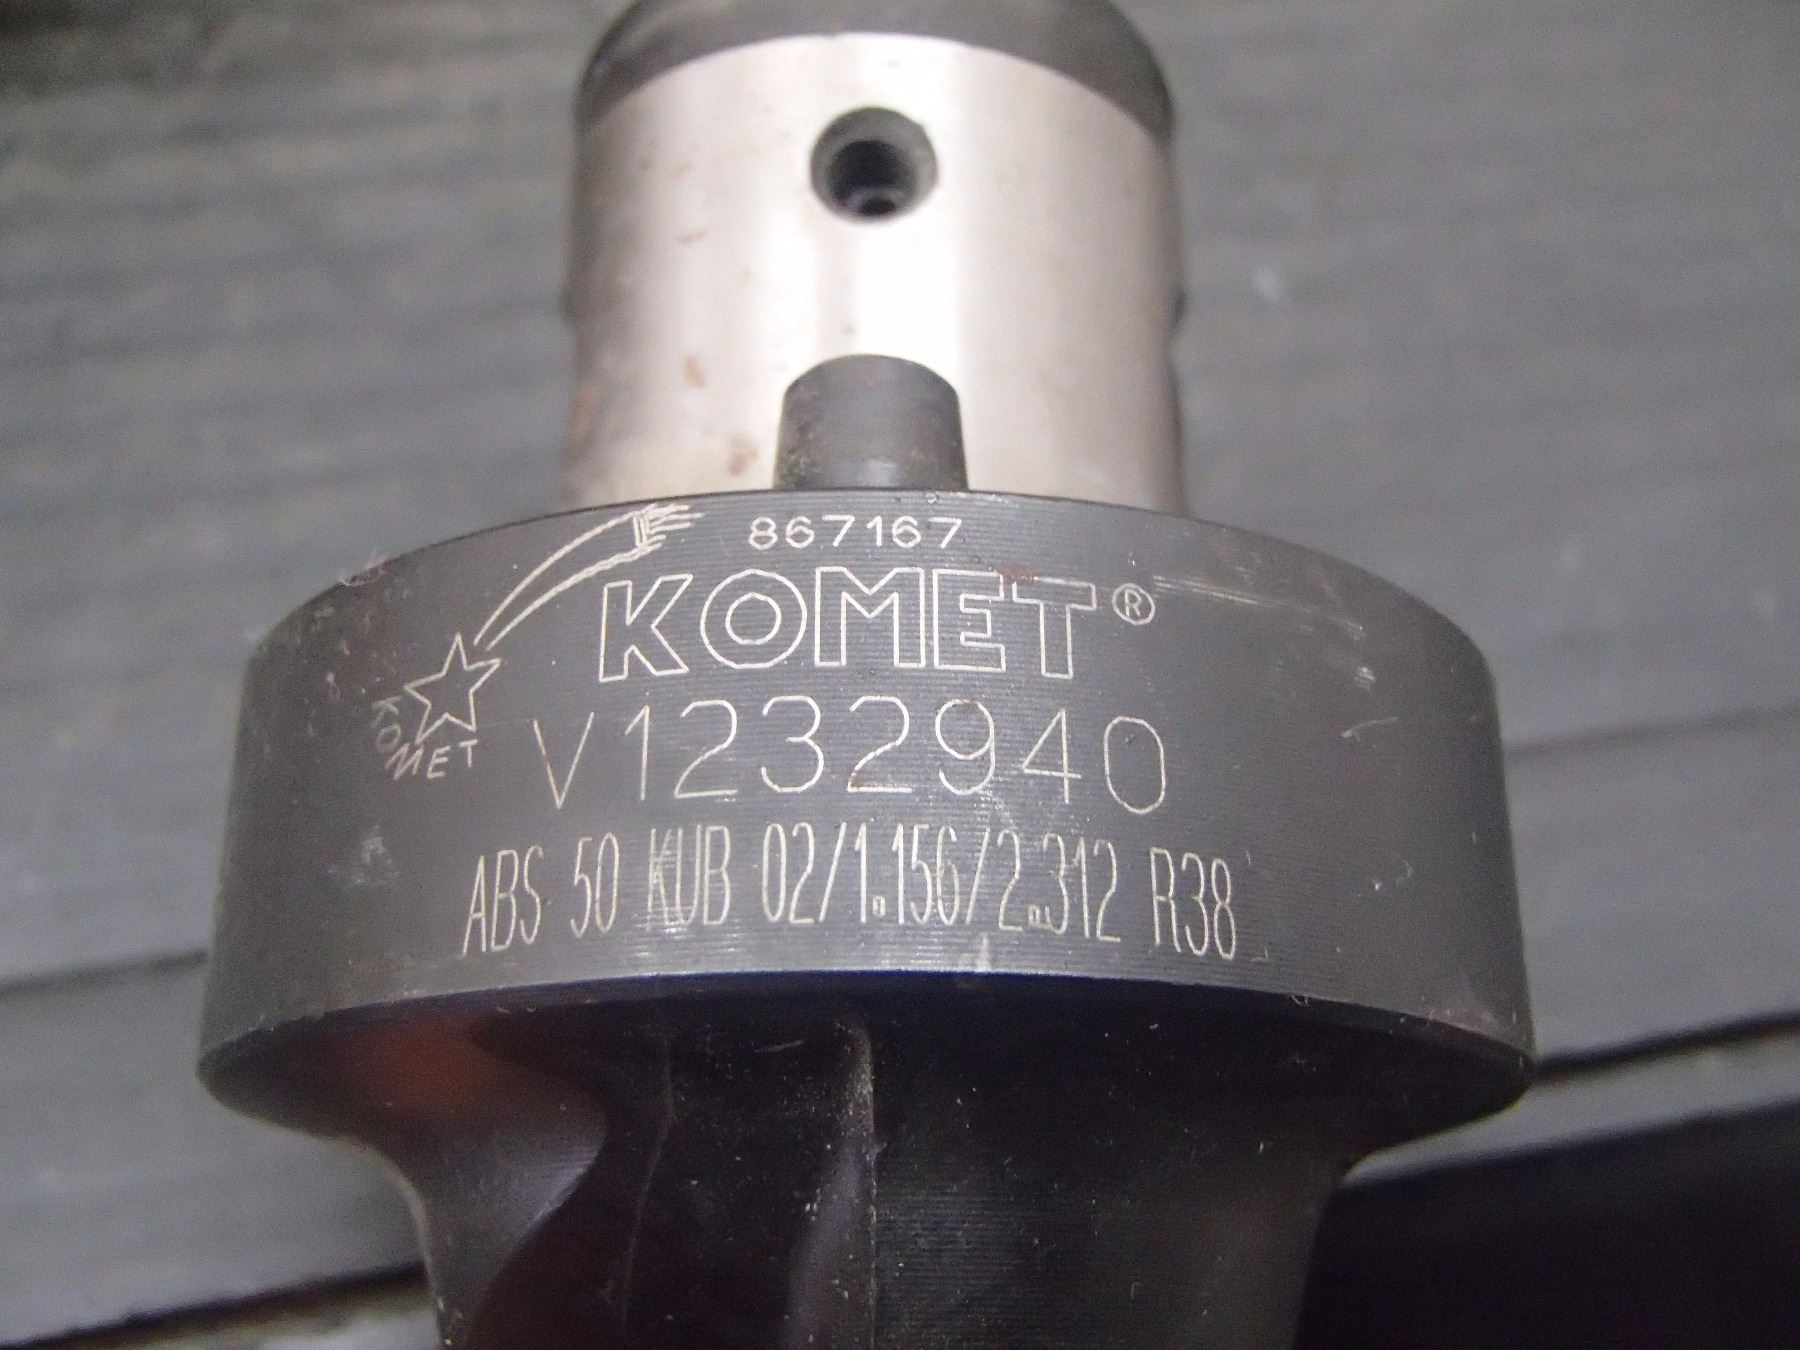 867167
KOMET®
KOMET
V1232940
ABS 50 KUB 02/1.156/2.312 R38